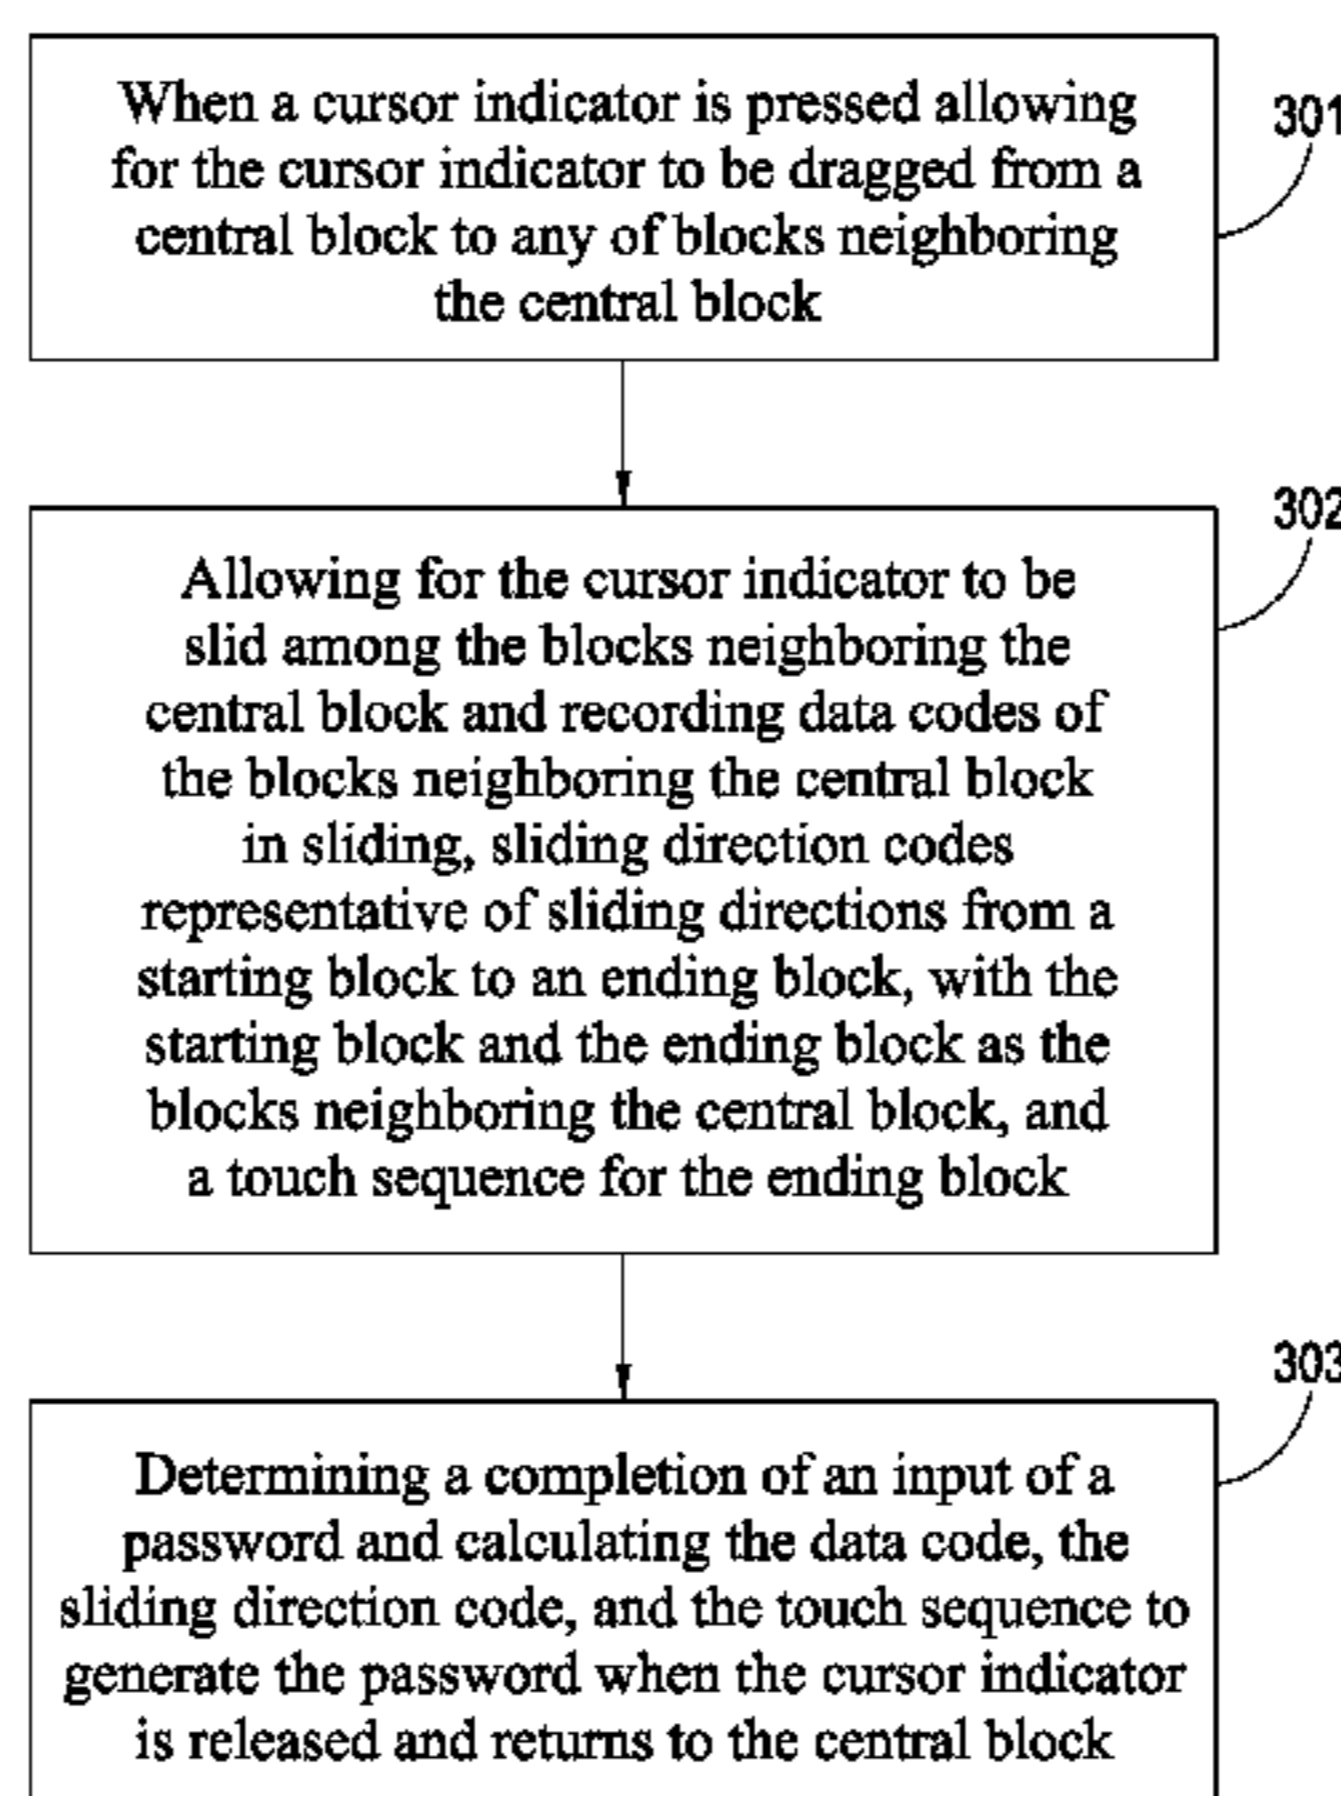 When a cursor indicator is pressed allowing
for the cursor indicator to be dragged from a
central block to any of blocks neighboring
the central block
301
Allowing for the cursor indicator to be
slid among the blocks neighboring the
central block and recording data codes of
the blocks neighboring the central block
in sliding, sliding direction codes
representative of sliding directions from a
starting block to an ending block, with the
starting block and the ending block as the
blocks neighboring the central block, and
a touch sequence for the ending block
302
Determining a completion of an input of a
password and calculating the data code, the
sliding direction code, and the touch sequence to
generate the password when the cursor indicator
is released and returns to the central block
303